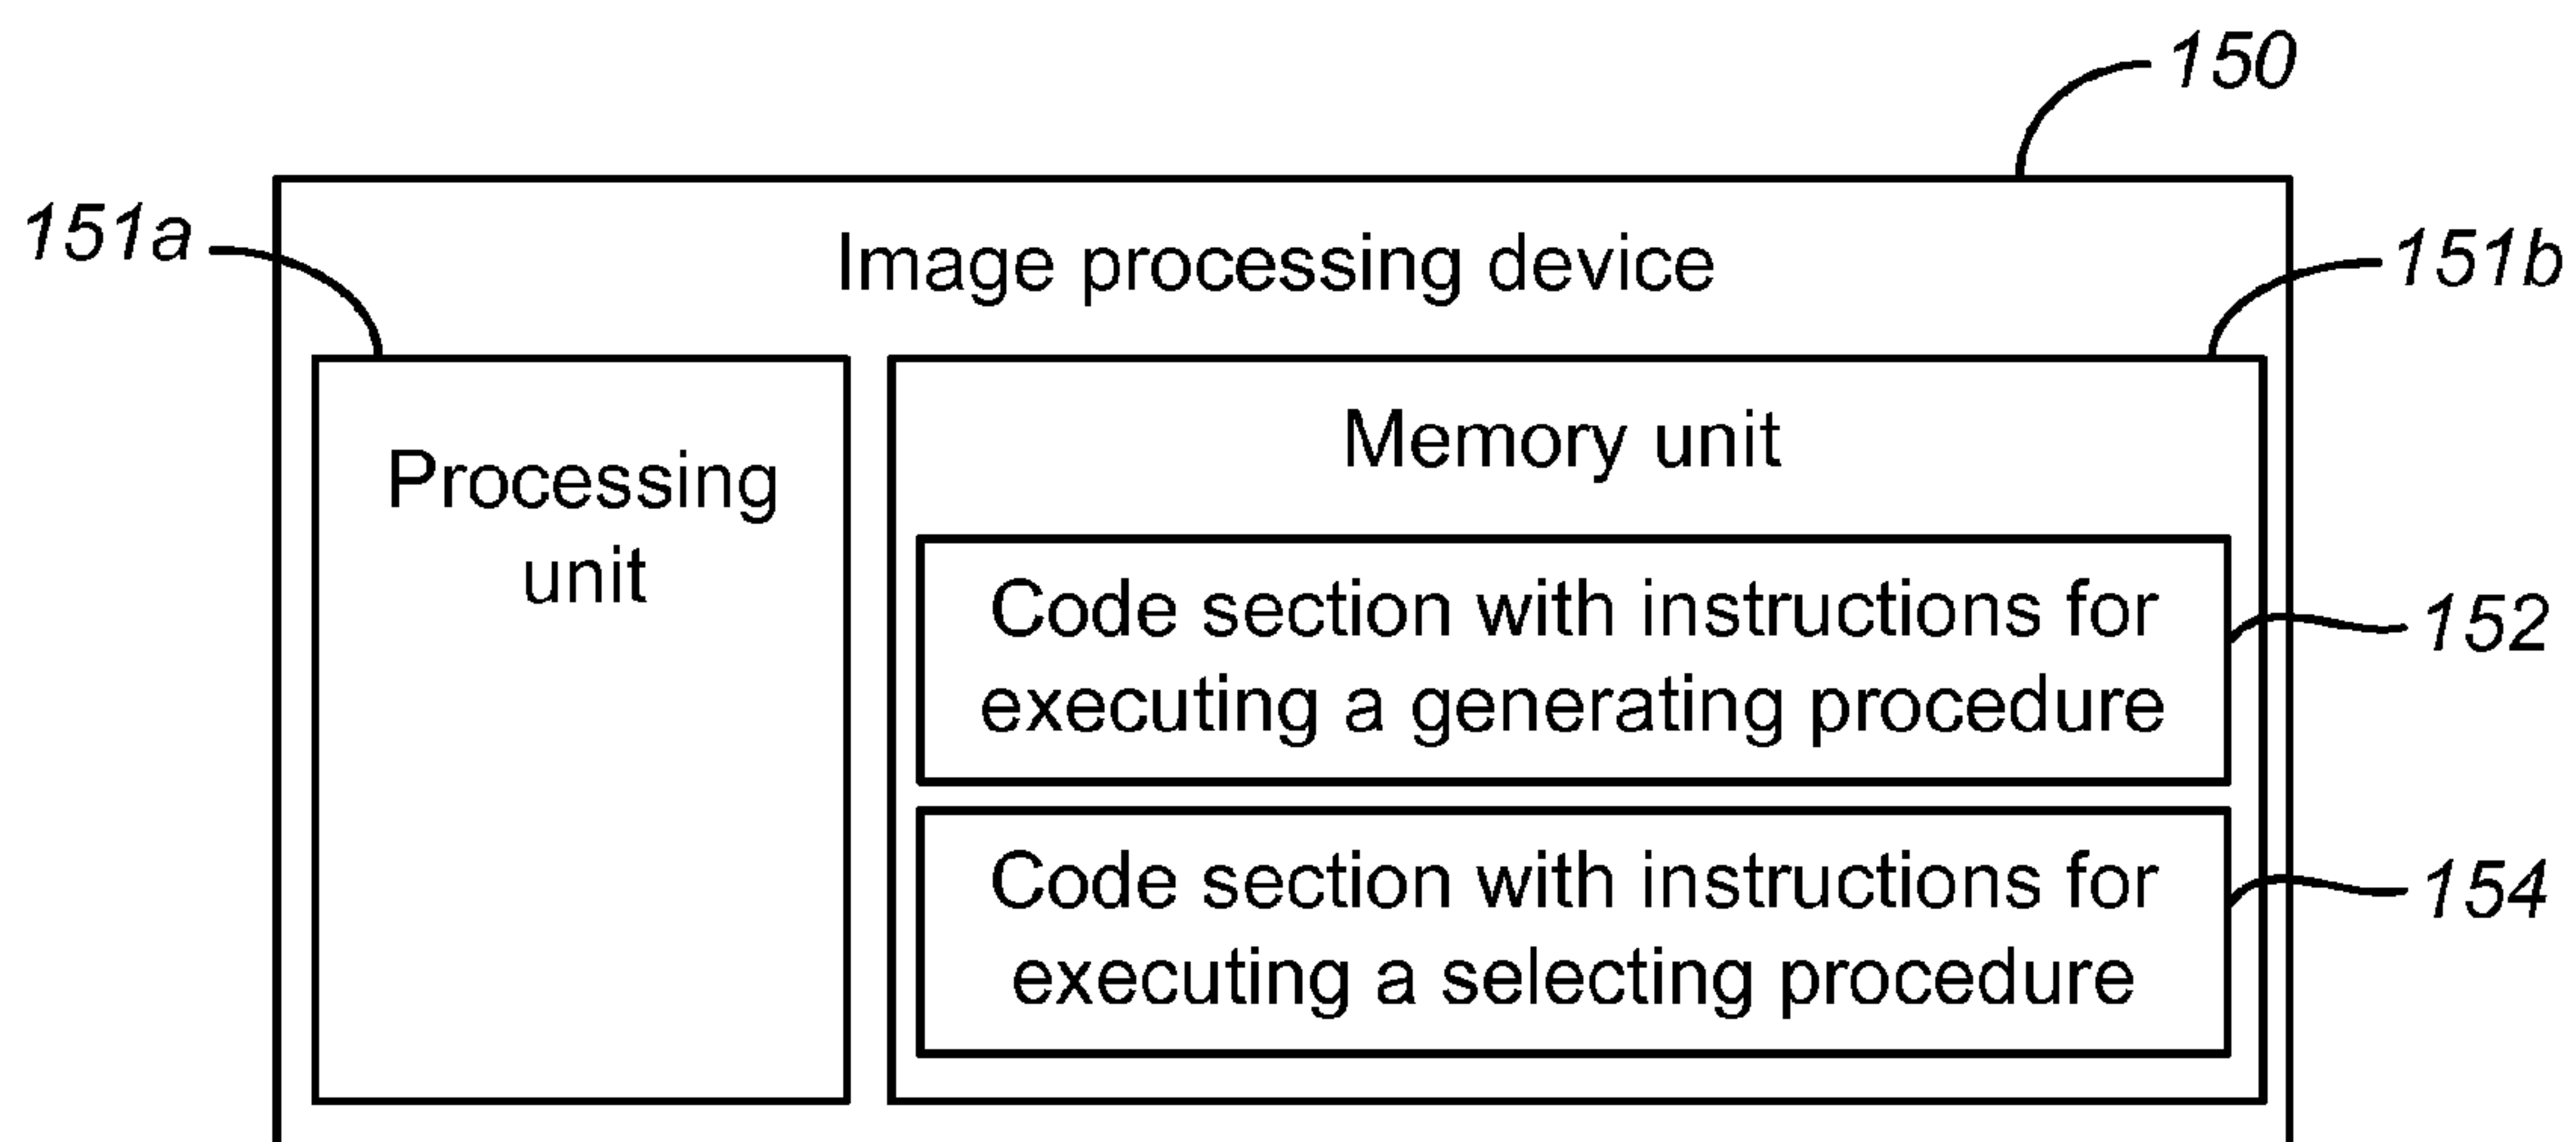 150
151a
Image processing device
151b
Processing
unit
Memory unit
Code section with instructions for
executing a generating procedure
152
Code section with instructions for
executing a selecting procedure
154